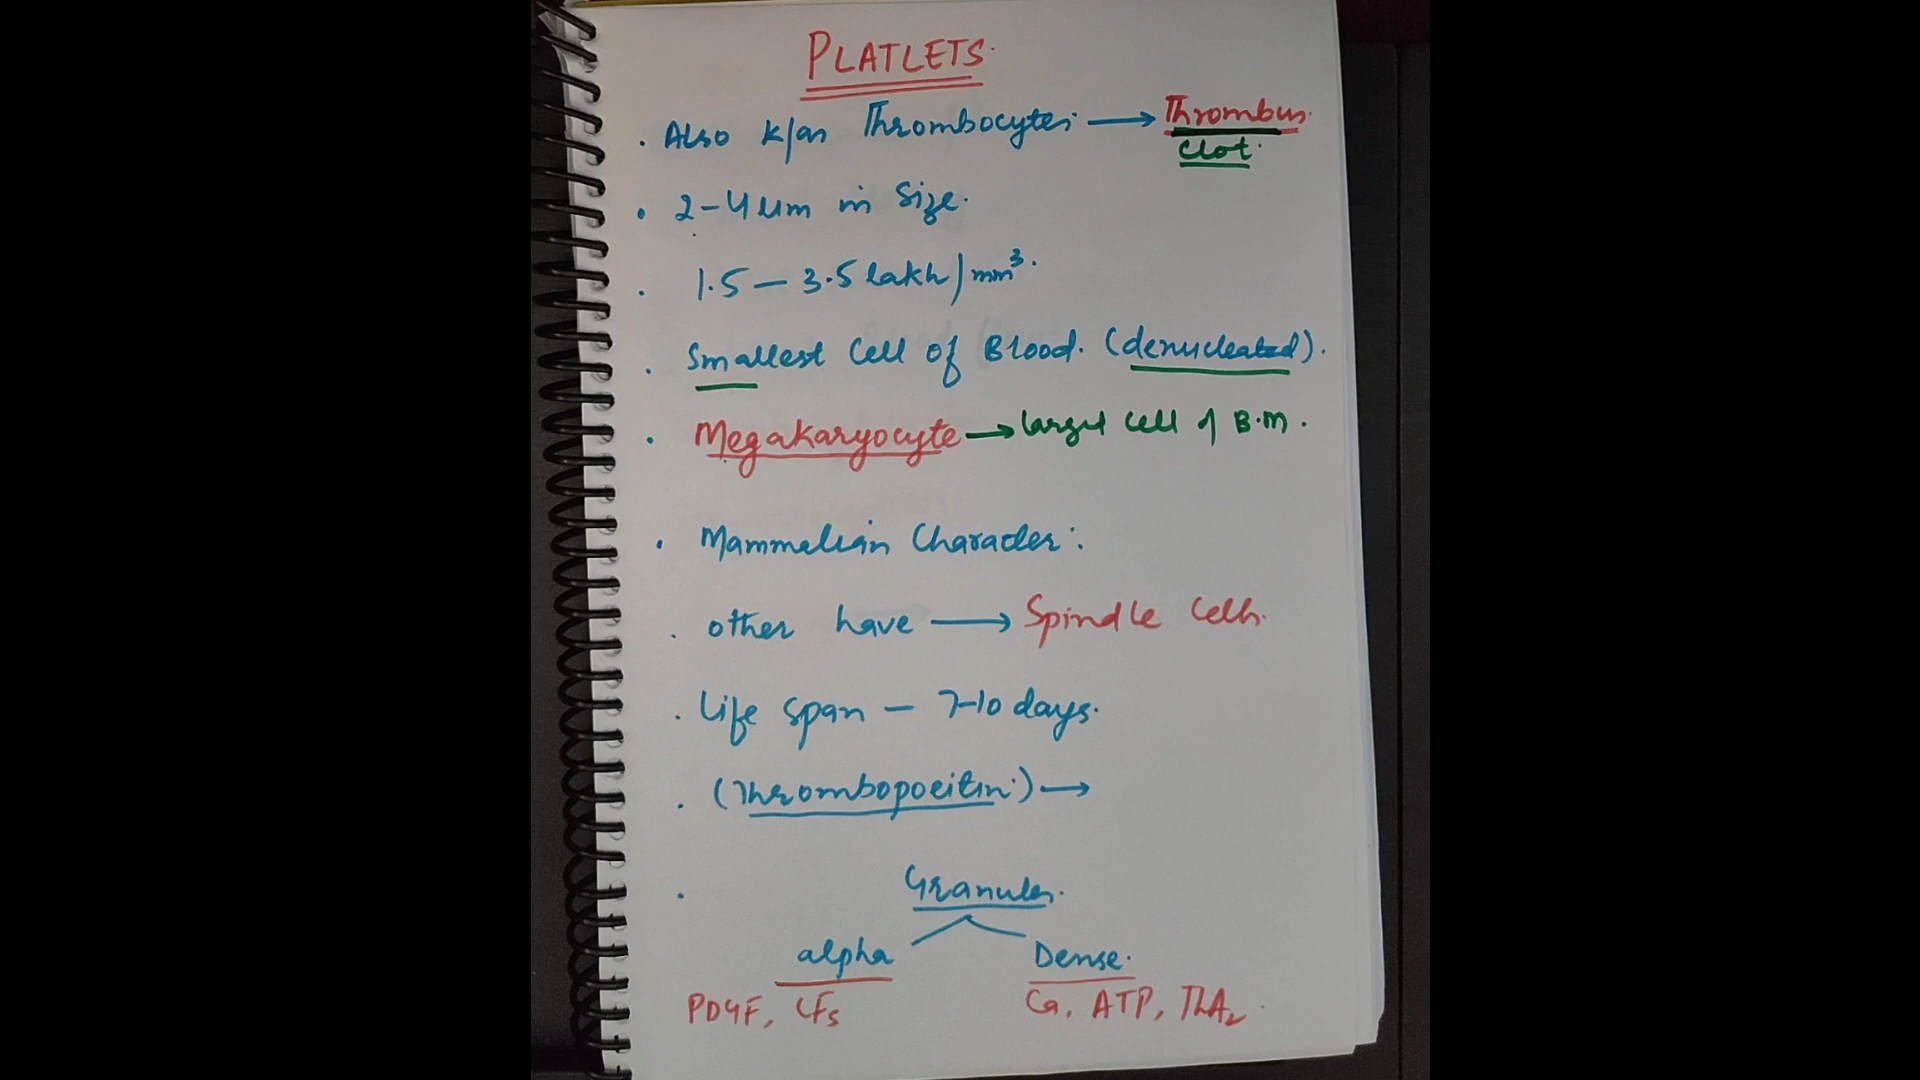 PLATLETS.
. Also k/as Thrombocytes → Thrombus.
Clot.
. 2-4 um in Size.
. 1.5 — 3.5 lakh/mm³.
. Smallest Cell of Blood. (denucleated).
. Megakaryocyte → largest cell of B.M.
. Mammalian Character:
. other have → Spindle Cells.
. Life span — 7-10 days.
. (Thrombopoeitin.) →
. Granules.
alpha Dense.
PDGF, CFs Ca, ATP, ThA₂.